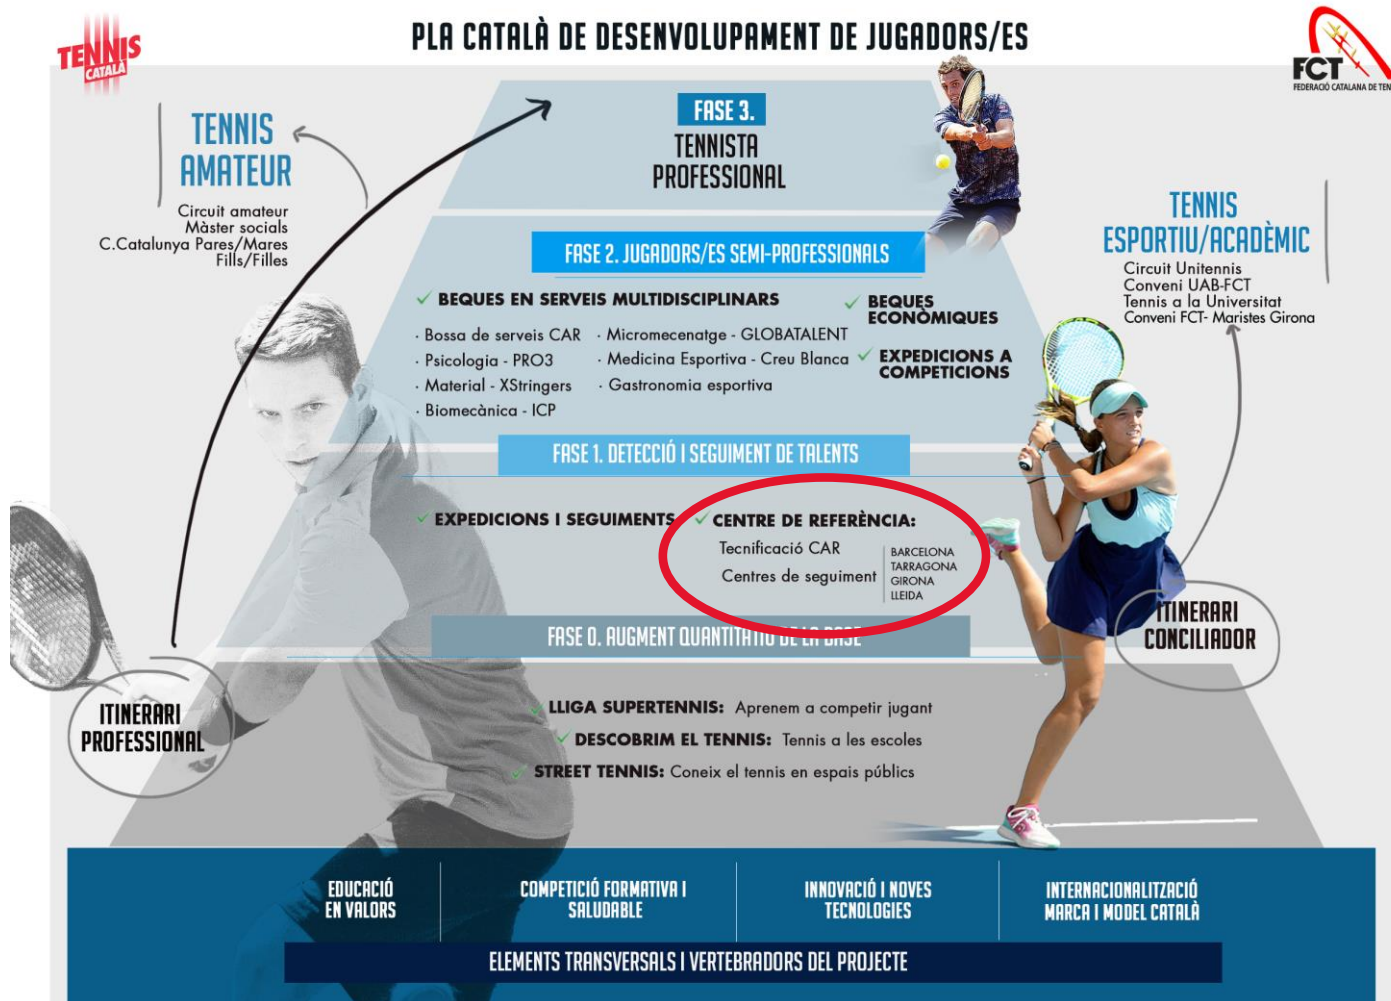 PLA CATALÀ DE DESENVOLUPAMENT DE JUGADORS/ES
TENNIS
CATALÀ
FCT
FEDERACIÓ CATALANA DE TEN
TENNIS
AMATEUR
Circuit amateur
Màster socials
C.Catalunya Pares/Mares
Fills/Filles
FASE 3.
TENNISTA
PROFESSIONAL
TENNIS
ESPORTIU/ACADÈMIC
Circuit Unitennis
Conveni UAB-FCT
Tennis a la Universitat
Conveni FCT- Maristes Girona
FASE 2. JUGADORS/ES SEMI-PROFESSIONALS
BEQUES EN SERVEIS MULTIDISCIPLINARS
· Bossa de serveis CAR
· Psicologia - PRO3
· Material - XStringers
· Biomecànica - ICP
· Micromecenatge - GLOBATALENT
· Medicina Esportiva - Creu Blanca
· Gastronomia esportiva
BEQUES
ECONÒMIQUES
EXPEDICIONS A
COMPETICIONS
FASE 1. DETECCIÓ I SEGUIMENT DE TALENTS
EXPEDICIONS I SEGUIMENTS
CENTRE DE REFERÈNCIA:
Tecnificació CAR
Centres de seguiment
BARCELONA
TARRAGONA
GIRONA
LLEIDA
FASE 0. AUGMENT QUANTITATIU DE LA BASE
ITINERARI
PROFESSIONAL
ITINERARI
CONCILIADOR
LLIGA SUPERTENNIS: Aprenem a competir jugant
DESCOBRIM EL TENNIS: Tennis a les escoles
STREET TENNIS: Coneix el tennis en espais públics
EDUCACIÓ
EN VALORS
COMPETICIÓ FORMATIVA I
SALUDABLE
INNOVACIÓ I NOVES
TECNOLOGIES
INTERNACIONALITZACIÓ
MARCA I MODEL CATALÀ
ELEMENTS TRANSVERSALS I VERTEBRADORS DEL PROJECTE